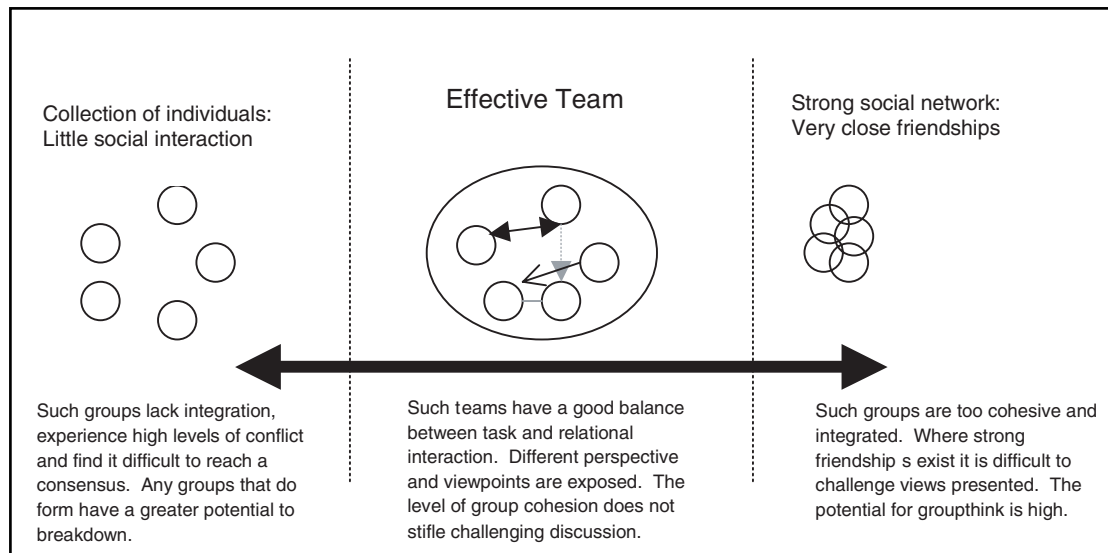 Collection of individuals:
Little social interaction
Effective Team
Strong social network:
Very close friendships
Such groups lack integration,
experience high levels of conflict
and find it difficult to reach a
consensus. Any groups that do
form have a greater potential to
breakdown.
Such teams have a good balance
between task and relational
interaction. Different perspective
and viewpoints are exposed. The
level of group cohesion does not
stifle challenging discussion.
Such groups are too cohesive and
integrated. Where strong
friendship s exist it is difficult to
challenge views presented. The
potential for groupthink is high.